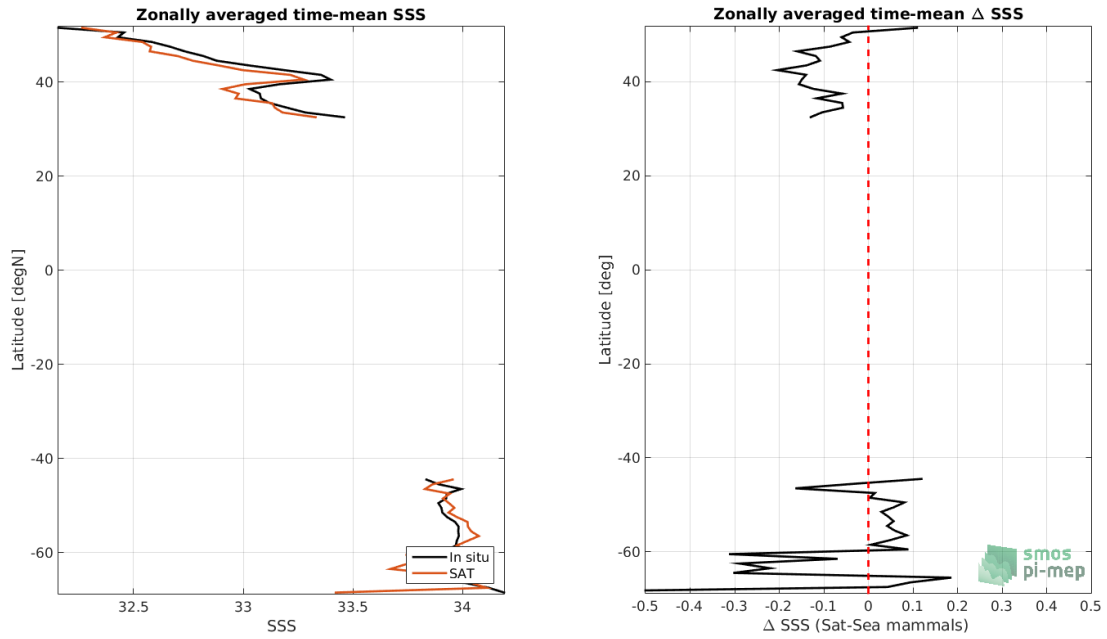 Zonally averaged time-mean SSS
40
20
0
-20
-40
-60
Latitude [degN]
32.5
33
33.5
34
SSS
In situ
SAT
Zonally averaged time-mean Δ SSS
40
20
0
-20
-40
-60
Latitude [deg]
-0.5
-0.4
-0.3
-0.2
-0.1
0
0.1
0.2
0.3
0.4
0.5
Δ SSS (Sat-Sea mammals)
smos
pi-mep